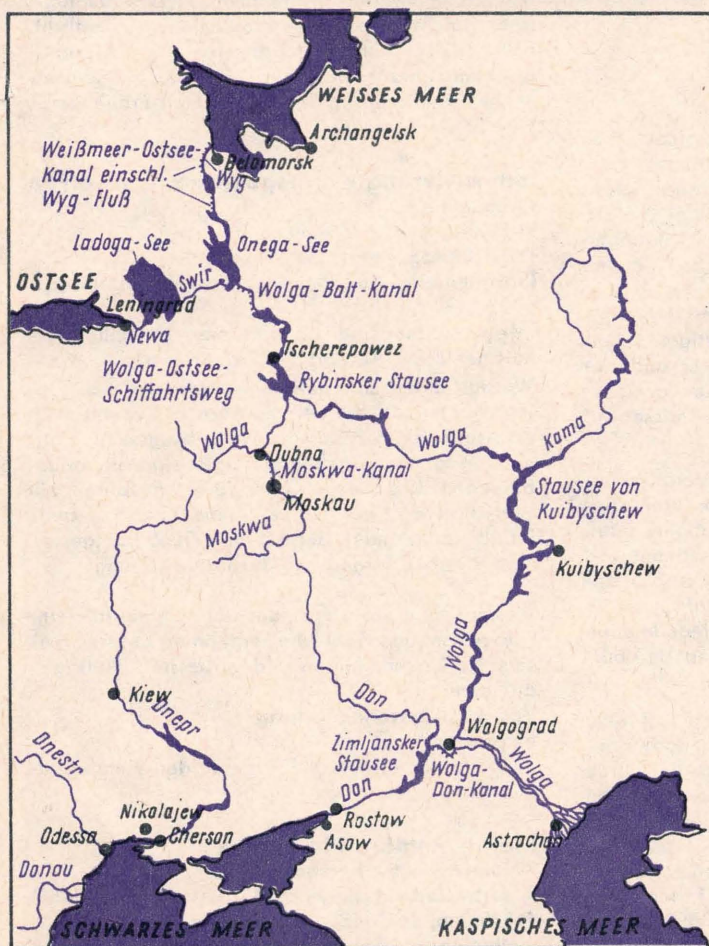 WEISSES MEER
Archangelsk
Weißmeer-Ostsee-
Kanal einschl.
Wyg-Fluß
Belomorsk
Wyg
Ladoga-See
Onega-See
OSTSEE
Swir
Leningrad
Newa
Wolga-Balt-Kanal
Tscherepowez
Wolga-Ostsee-
Schiffahrtsweg
Rybinsker Stausee
Wolga
Wolga
Kama
Dubna
Moskwa-Kanal
Moskau
Moskwa
Stausee von
Kuibyschew
Kuibyschew
Wolga
Kiew
Dnepr
Don
Wolgograd
Zimljansker
Stausee
Wolga-
Don-Kanal
Wolga
Dnestr
Don
Nikolajew
Cherson
Odessa
Rostow
Asow
Astrachan
Donau
SCHWARZES MEER
KASPISCHES MEER